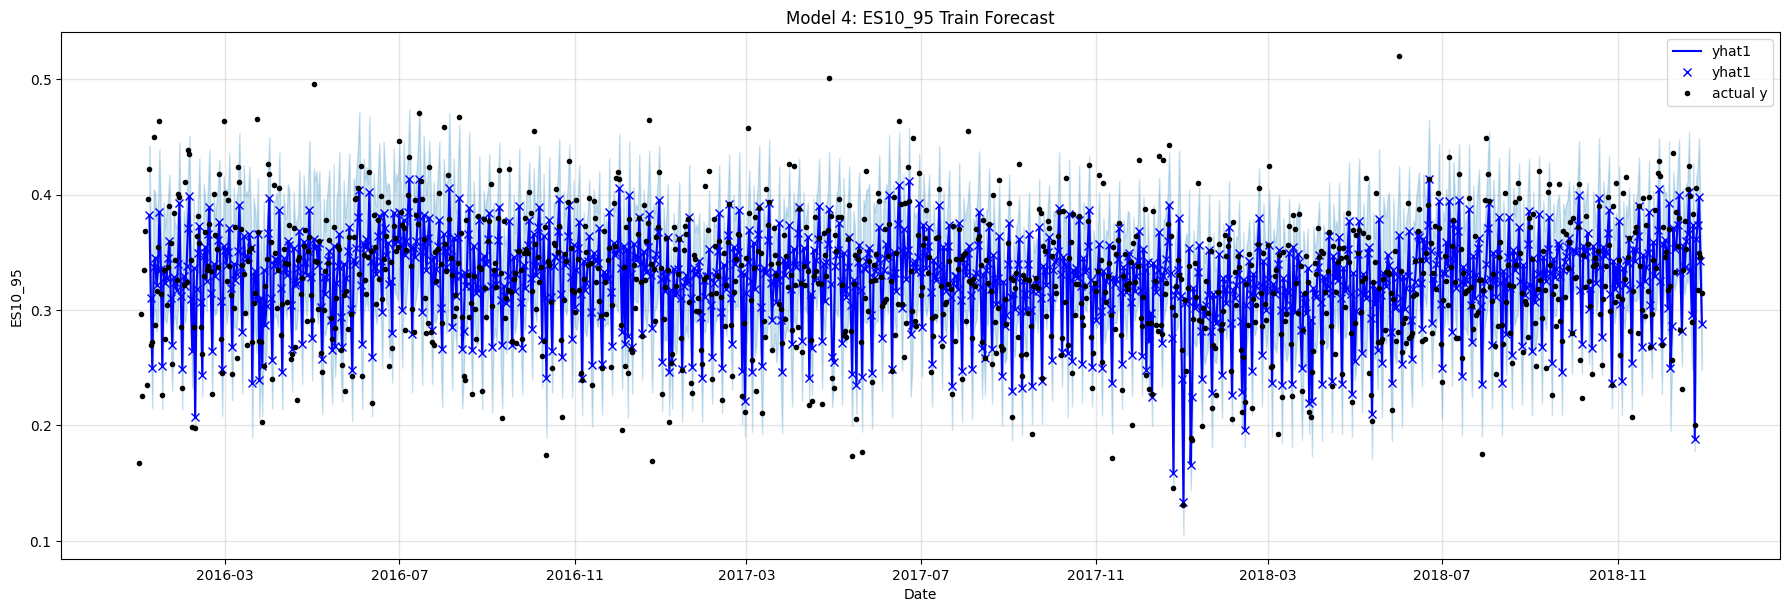 Model 4: ES10_95 Train Forecast
yhat1
yhat1
actual y
0.5
0.4
0.3
0.2
0.1
ES10_95
2016-03
2016-07
2016-11
2017-03
2017-07
2017-11
2018-03
2018-07
2018-11
Date